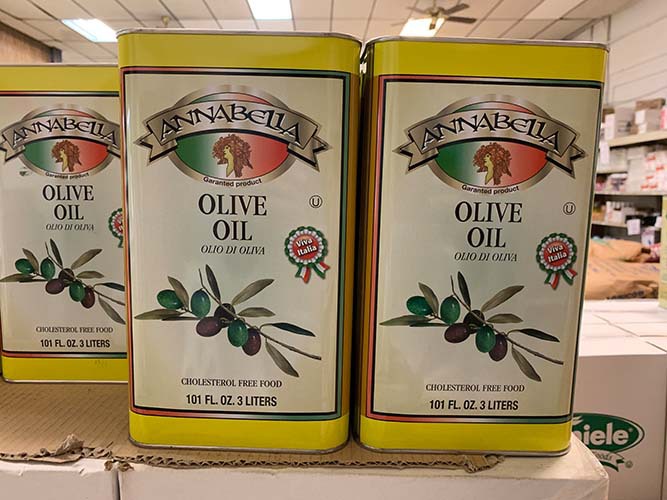 ANNABELLA
Garanted product
OLIVE
OIL
OLIO DI OLIVA
CHOLESTEROL FREE FOOD
101 FL. OZ. 3 LITERS
ANNABELLA
Garanted product
U
OLIVE
OIL
OLIO DI OLIVA
Viva
Italia
CHOLESTEROL FREE FOOD
101 FL. OZ. 3 LITERS
ANNABELLA
Garanted product
U
OLIVE
OIL
OLIO DI OLIVA
Viva
Italia
CHOLESTEROL FREE FOOD
101 FL. OZ. 3 LITERS
iele